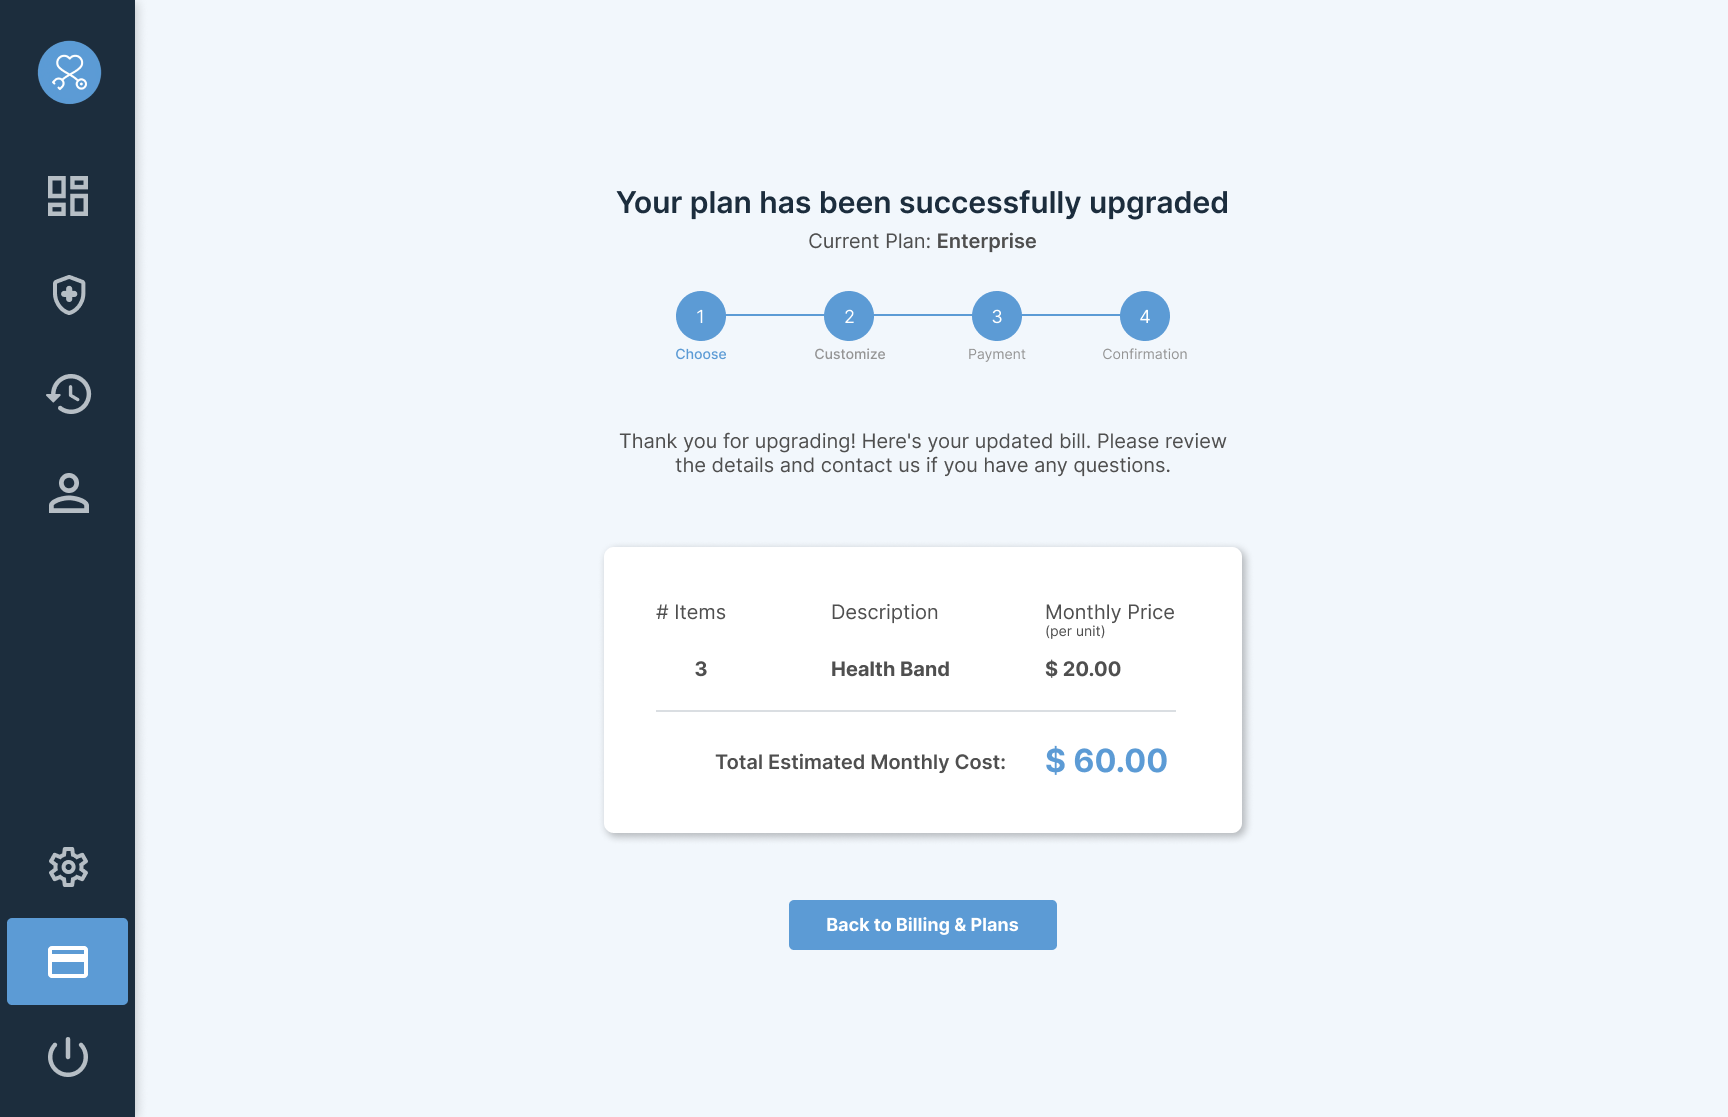 Your plan has been successfully upgraded
Current Plan: Enterprise
1 2 3 4
Choose Customize Payment Confirmation
Thank you for upgrading! Here's your updated bill. Please review
the details and contact us if you have any questions.
# Items Description Monthly Price
(per unit)
3 Health Band $ 20.00
Total Estimated Monthly Cost: $ 60.00
Back to Billing & Plans